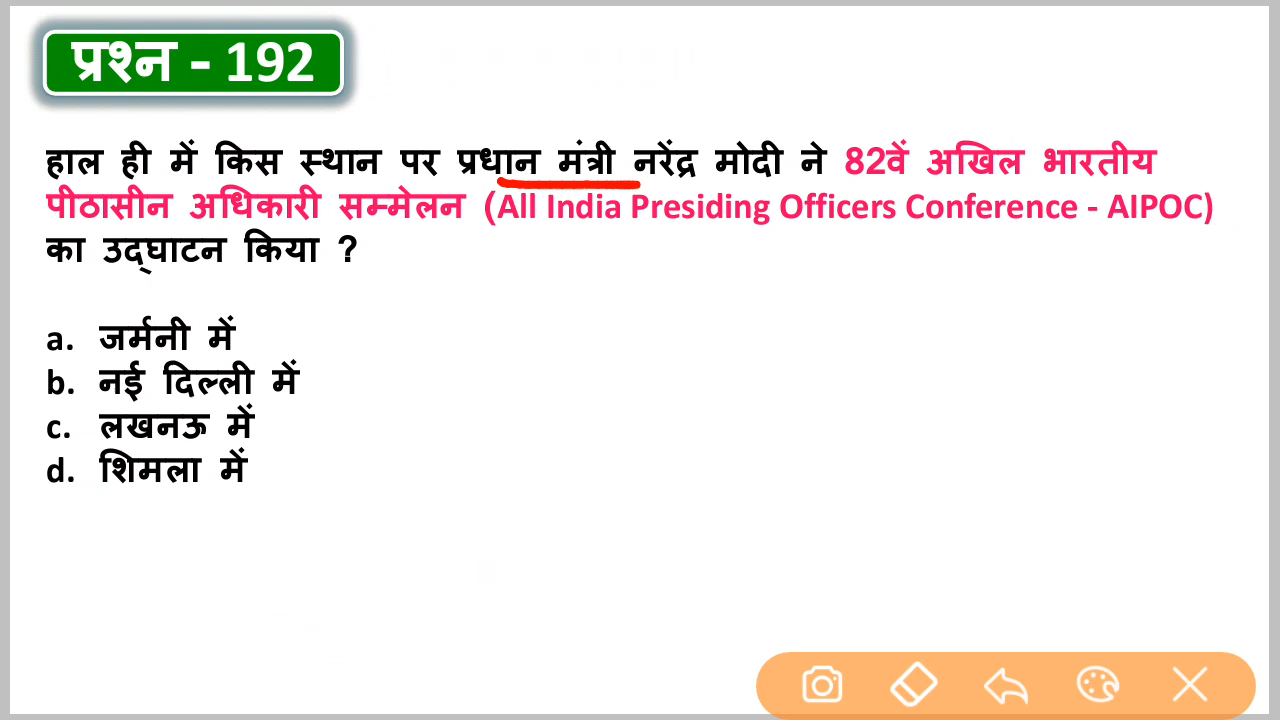 प्रश्न - 192
हाल ही में किस स्थान पर प्रधान मंत्री नरेंद्र मोदी ने 82वें अखिल भारतीय
पीठासीन अधिकारी सम्मेलन (All India Presiding Officers Conference - AIPOC)
का उद्घाटन किया ?
a. जर्मनी में
b. नई दिल्ली में
c. लखनऊ में
d. शिमला में